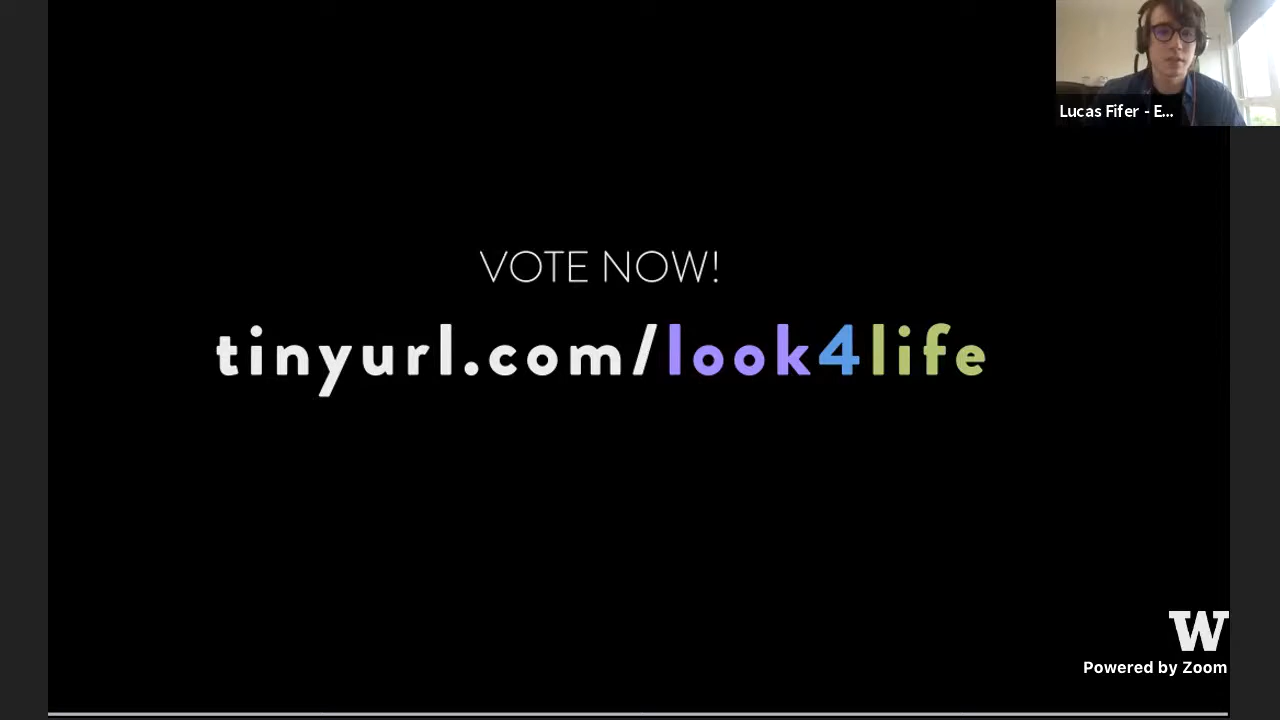 Lucas Fifer - E...
VOTE NOW!
tinyurl.com/look4life
W
Powered by Zoom